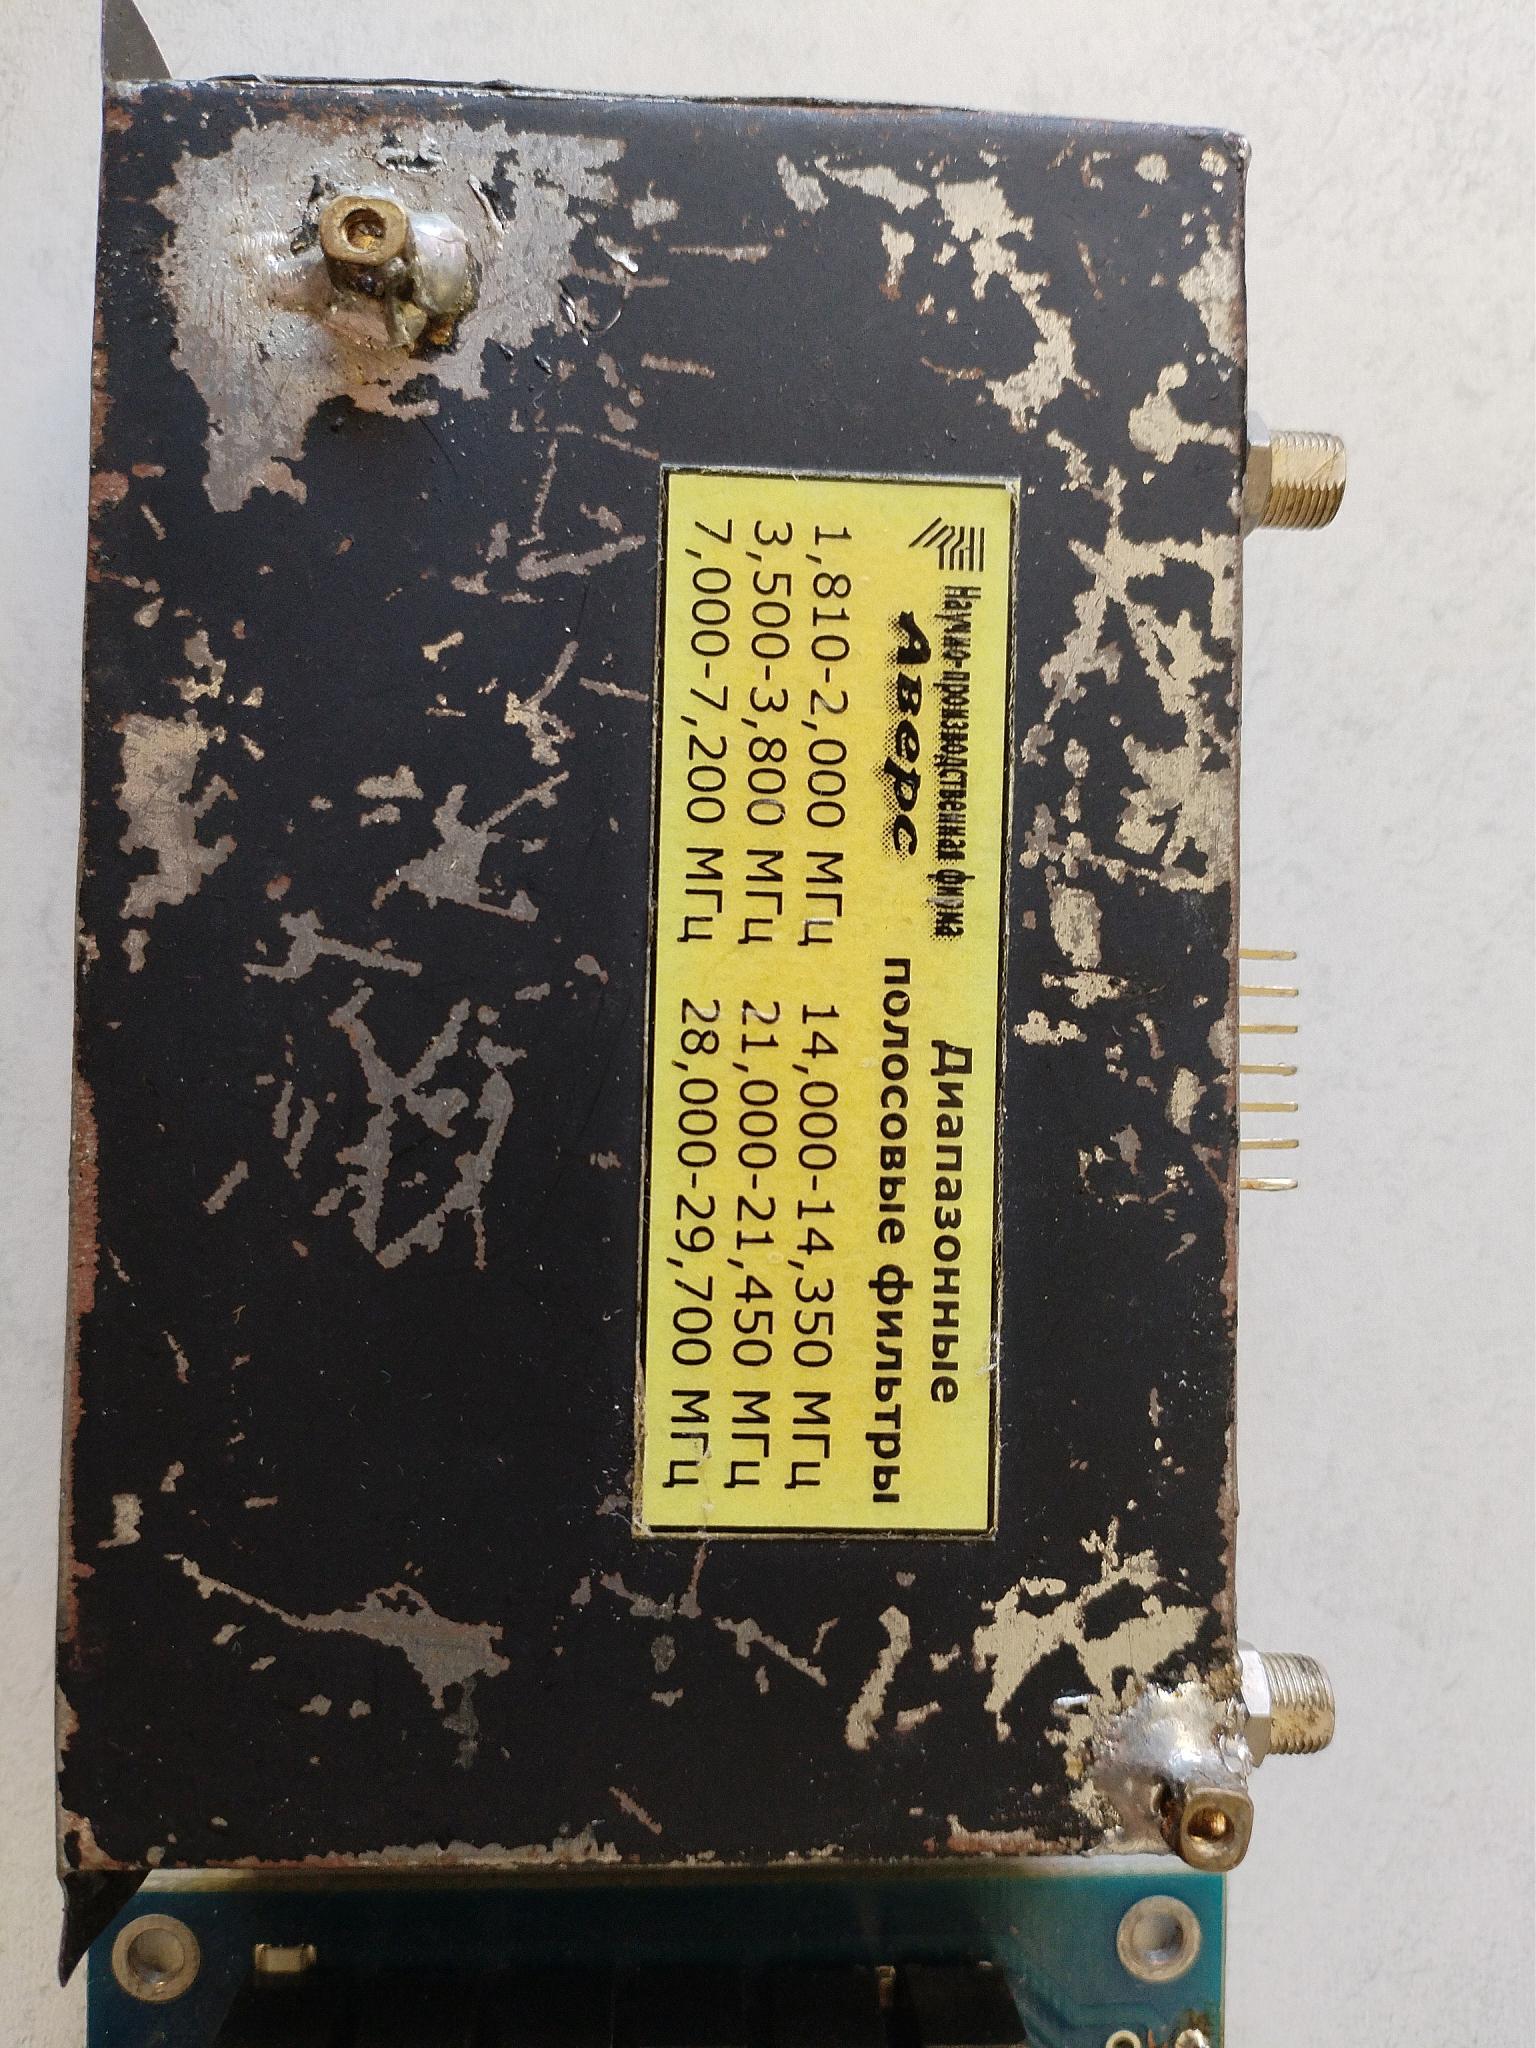 Научно-производственная фирма
Аверс
Диапазонные
полосовые фильтры
1,810-2,000 МГц 14,000-14,350 МГц
3,500-3,800 МГц 21,000-21,450 МГц
7,000-7,200 МГц 28,000-29,700 МГц